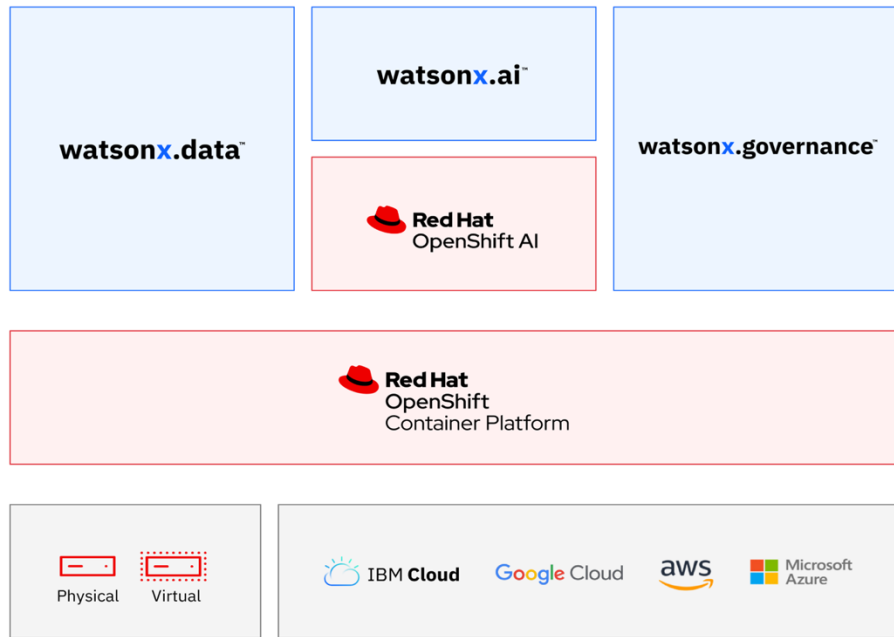 watsonx.data™
watsonx.ai™
watsonx.governance™
Red Hat
OpenShift AI
Red Hat
OpenShift
Container Platform
Physical
Virtual
IBM Cloud
Google Cloud
aws
Microsoft
Azure